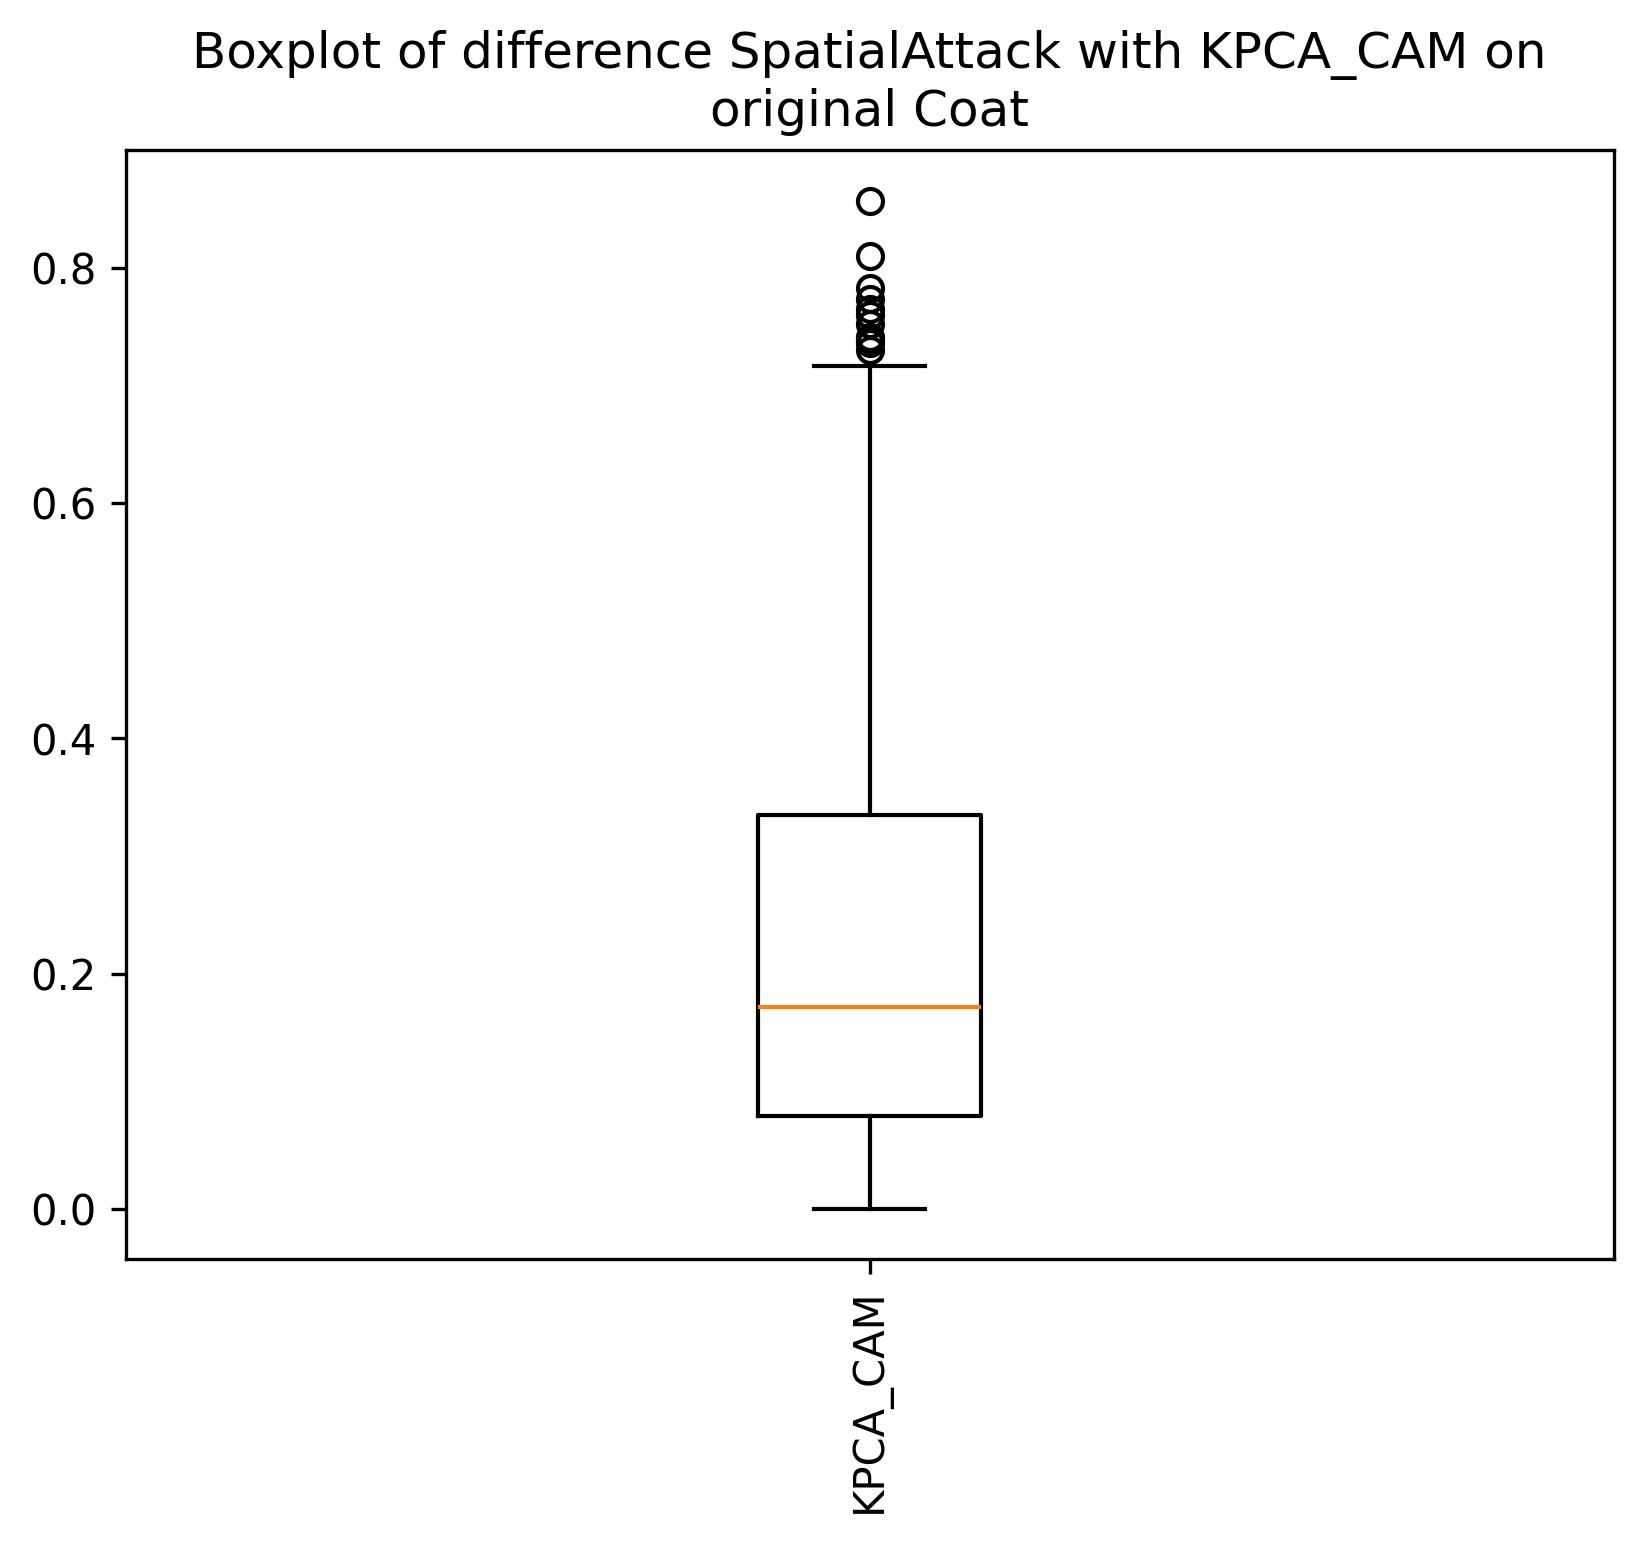 Boxplot of difference SpatialAttack with KPCA_CAM on
original Coat
0.8
0.6
0.4
0.2
0.0
KPCA_CAM